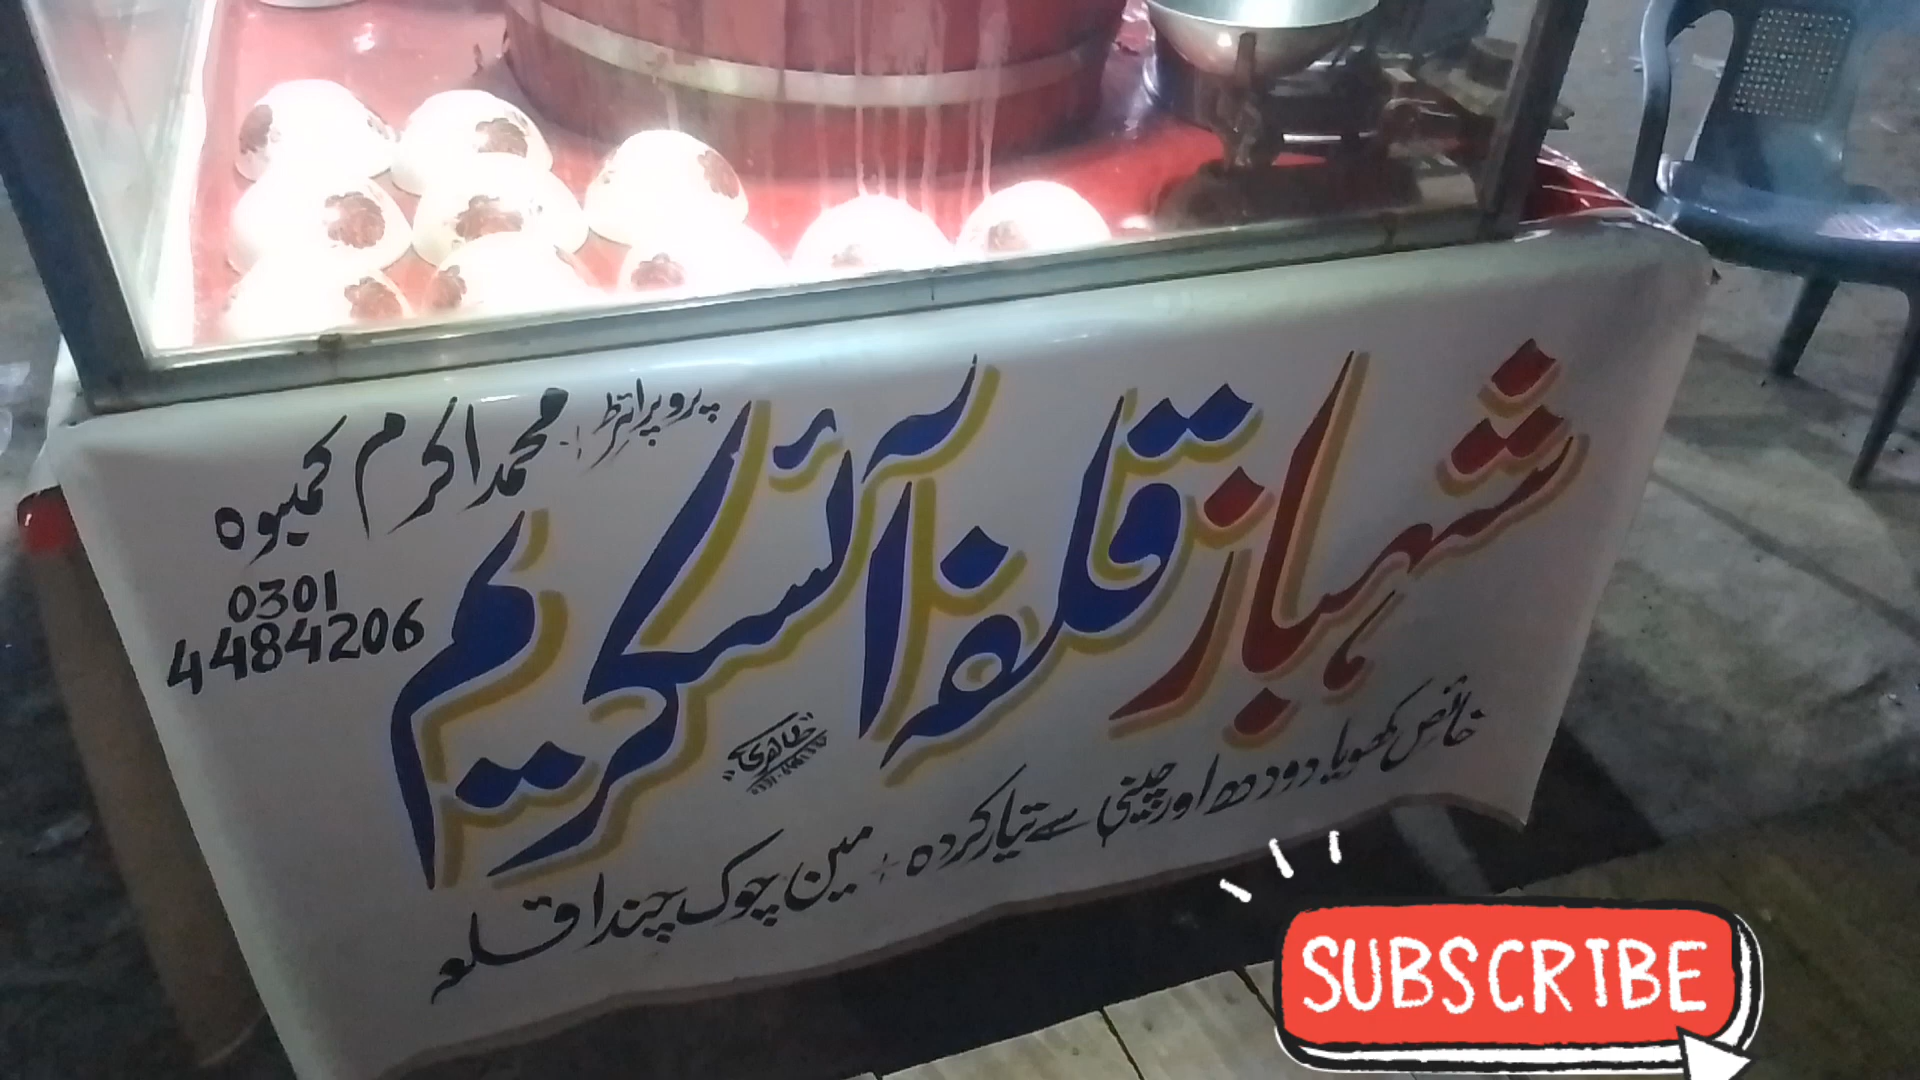 شہباز قلفہ آئسکریم
پروپرائٹر: محمد اکرم کمبوہ
0301
4484206
خالص کھویا دودھ اور چینی سے تیار کردہ + مین چوک چندا قلعہ
SUBSCRIBE